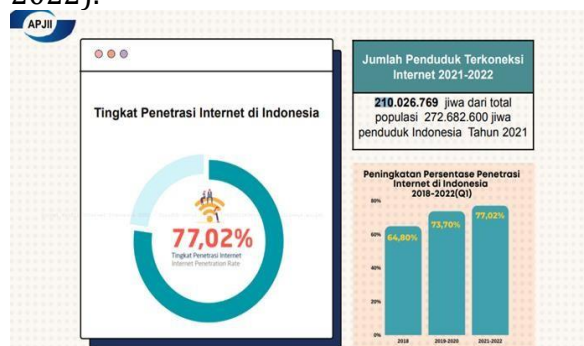 2022).
APJII
Tingkat Penetrasi Internet di Indonesia
77,02%
Tingkat Penetrasi Internet
Internet Penetration Rate
Jumlah Penduduk Terkoneksi
Internet 2021-2022
210.026.769 jiwa dari total
populasi 272.682.600 jiwa
penduduk Indonesia Tahun 2021
Peningkatan Persentase Penetrasi
Internet di Indonesia
2018-2022(Q1)
80%
60%
40%
20%
0%
64,80%
73,70%
77,02%
2018
2019-2020
2021-2022